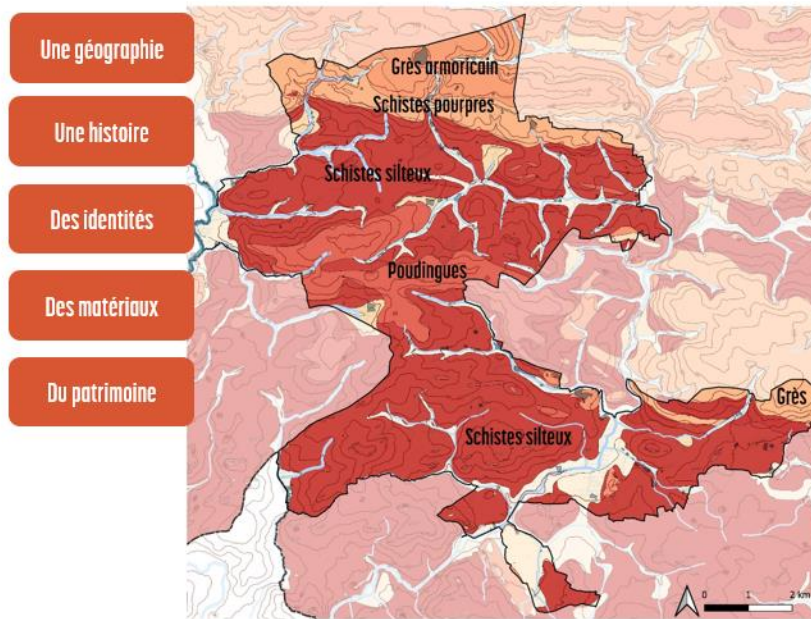 Une géographie
Une histoire
Des identités
Des matériaux
Du patrimoine
Grès armoricain
Schistes pourpres
Schistes silteux
Poudingues
Grès
Schistes silteux
0 1 2 km